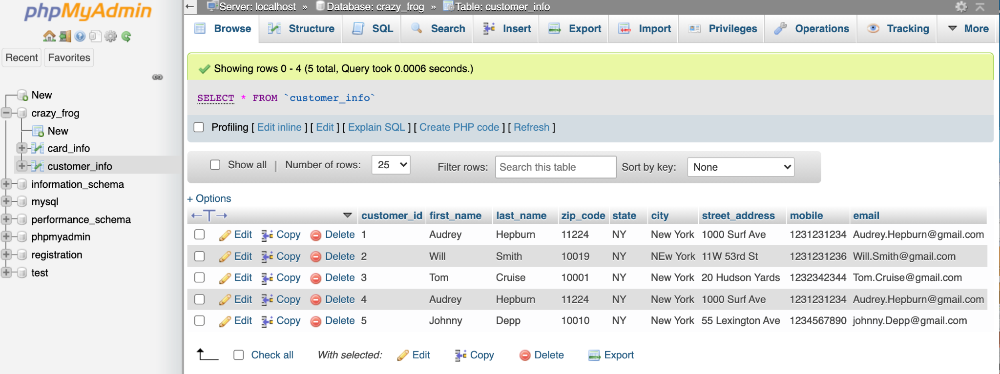 phpMyAdmin
Recent Favorites
New
crazy_frog
New
card_info
customer_info
information_schema
mysql
performance_schema
phpmyadmin
registration
test
Server: localhost » Database: crazy_frog » Table: customer_info
Browse Structure SQL Search Insert Export Import Privileges Operations Tracking More
Showing rows 0 - 4 (5 total, Query took 0.0006 seconds.)
SELECT * FROM `customer_info`
Profiling [ Edit inline ] [ Edit ] [ Explain SQL ] [ Create PHP code ] [ Refresh ]
Show all | Number of rows: 25 Filter rows: Search this table Sort by key: None
+ Options
←T→ customer_id first_name last_name zip_code state city street_address mobile email
Edit Copy Delete 1 Audrey Hepburn 11224 NY New York 1000 Surf Ave 1231231234 Audrey.Hepburn@gmail.com
Edit Copy Delete 2 Will Smith 10019 NY NEw York 11W 53rd St 1231231236 Will.Smith@gmail.com
Edit Copy Delete 3 Tom Cruise 10001 NY New York 20 Hudson Yards 1232342344 Tom.Cruise@gmail.com
Edit Copy Delete 4 Audrey Hepburn 11224 NY New York 1000 Surf Ave 1231231234 Audrey.Hepburn@gmail.com
Edit Copy Delete 5 Johnny Depp 10010 NY New York 55 Lexington Ave 1234567890 johnny.Depp@gmail.com
Check all With selected: Edit Copy Delete Export